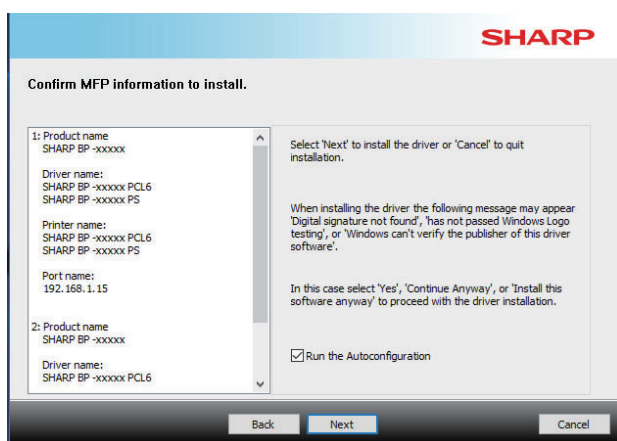 SHARP
Confirm MFP information to install.
1: Product name
SHARP BP -xxxxx
Driver name:
SHARP BP -xxxxx PCL6
SHARP BP -xxxxx PS
Printer name:
SHARP BP -xxxxx PCL6
SHARP BP -xxxxx PS
Port name:
192.168.1.15
2: Product name
SHARP BP -xxxxx
Driver name:
SHARP BP -xxxxx PCL6
Select 'Next' to install the driver or 'Cancel' to quit
installation.
When installing the driver the following message may appear
'Digital signature not found', 'has not passed Windows Logo
testing', or 'Windows can't verify the publisher of this driver
software'.
In this case select 'Yes', 'Continue Anyway', or 'Install this
software anyway' to proceed with the driver installation.
Run the Autoconfiguration
Back
Next
Cancel